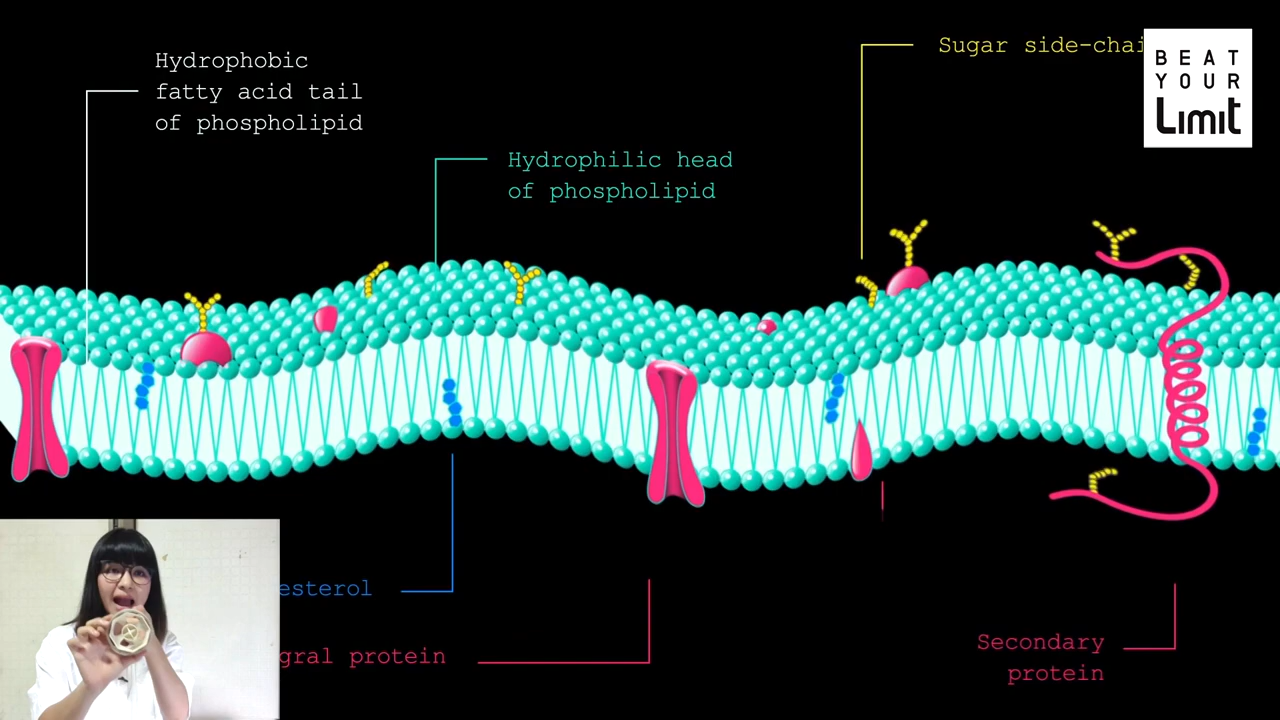 Hydrophobic
fatty acid tail
of phospholipid
Hydrophilic head
of phospholipid
Sugar side-chai
BEAT
YOUR
Limit
esterol
gral protein
Secondary
protein